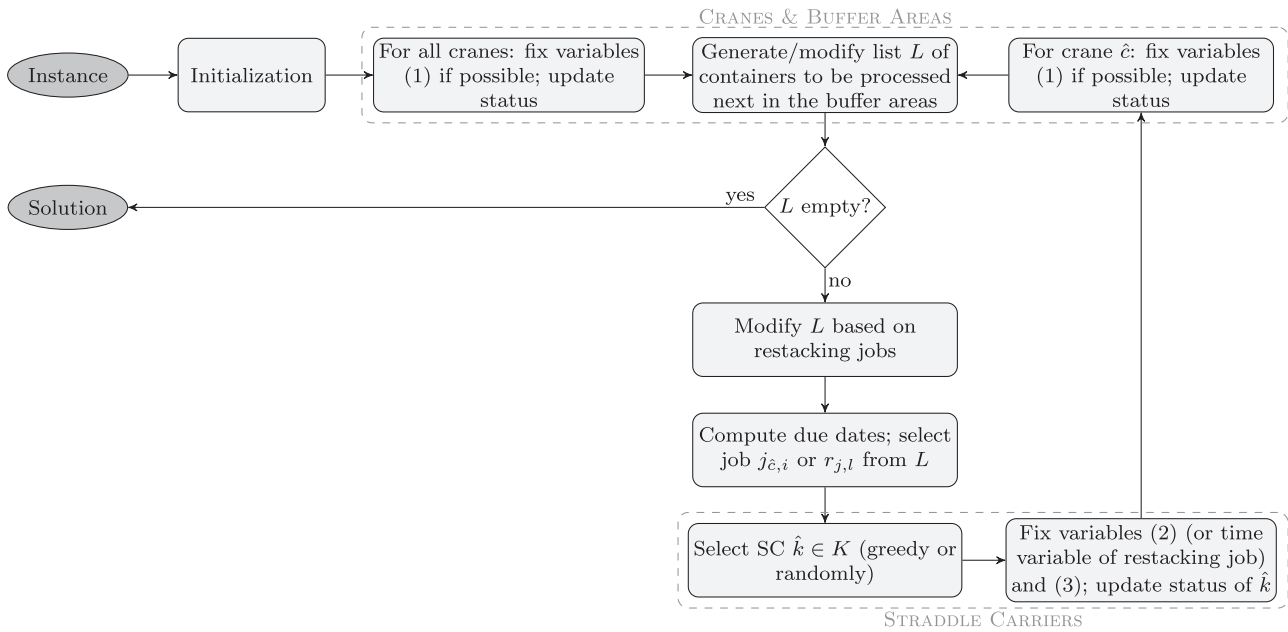 CRANES & BUFFER AREAS
Instance
Initialization
For all cranes: fix variables
(1) if possible; update
status
Generate/modify list L of
containers to be processed
next in the buffer areas
For crane ĉ: fix variables
(1) if possible; update
status
Solution
yes
L empty?
no
Modify L based on
restacking jobs
Compute due dates; select
job j_{ĉ,i} or r_{j,l} from L
Select SC k̂ ∈ K (greedy or
randomly)
Fix variables (2) (or time
variable of restacking job)
and (3); update status of k̂
STRADDLE CARRIERS